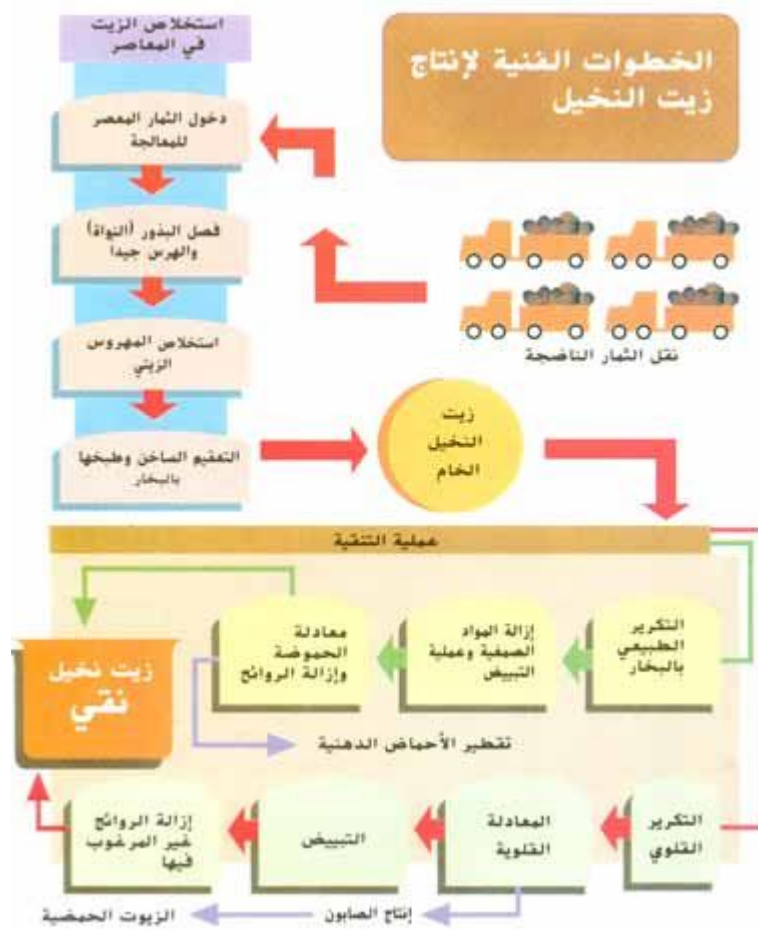 الخطوات الفنية لإنتاج
زيت النخيل
استخلاص الزيت
في المعاصر
دخول الثمار المعصر
للمعالجة
فصل البذور (النواة)
والهرس جيدا
استخلاص المهروس
الزيتي
التعقيم الساخن وطبخها
بالبخار
نقل الثمار الناضجة
زيت
النخيل
الخام
عملية التنقية
التكرير
الطبيعي
بالبخار
إزالة المواد
الصمغية وعملية
التبيض
معادلة
الحموضة
وإزالة الروائح
تقطير الأحماض الدهنية
زيت نخيل
نقي
التكرير
القلوي
المعادلة
القلوية
التبييض
إزالة الروائح
غير المرغوب
فيها
إنتاج الصابون
الزيوت الحمضية